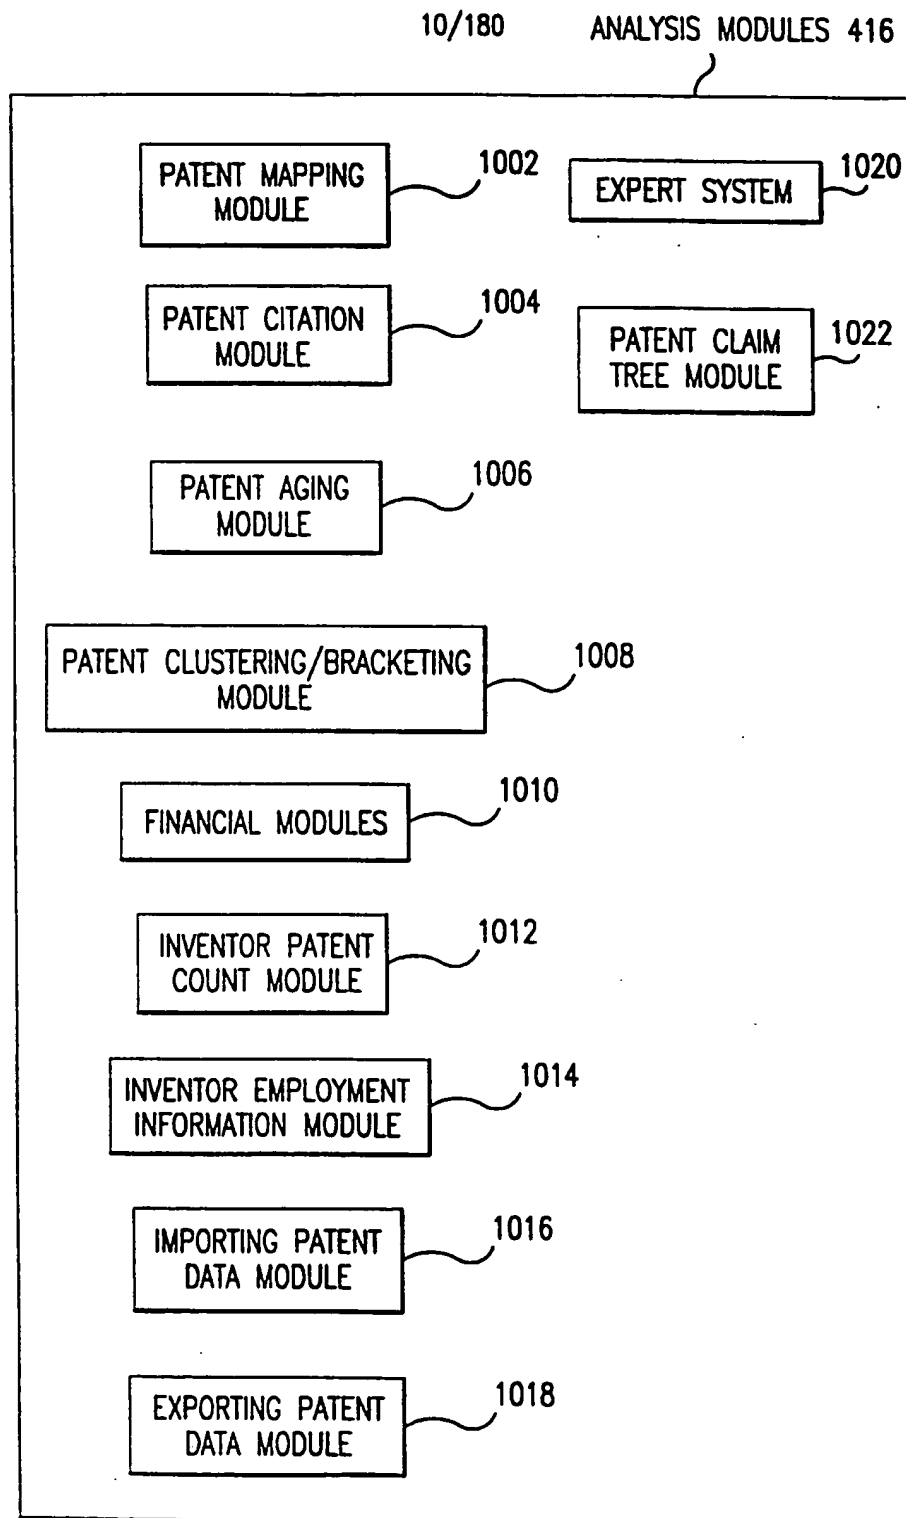 10/180
ANALYSIS MODULES 416
PATENT MAPPING
MODULE
1002
EXPERT SYSTEM
1020
PATENT CITATION
MODULE
1004
PATENT CLAIM
TREE MODULE
1022
PATENT AGING
MODULE
1006
PATENT CLUSTERING/BRACKETING
MODULE
1008
FINANCIAL MODULES
1010
INVENTOR PATENT
COUNT MODULE
1012
INVENTOR EMPLOYMENT
INFORMATION MODULE
1014
IMPORTING PATENT
DATA MODULE
1016
EXPORTING PATENT
DATA MODULE
1018